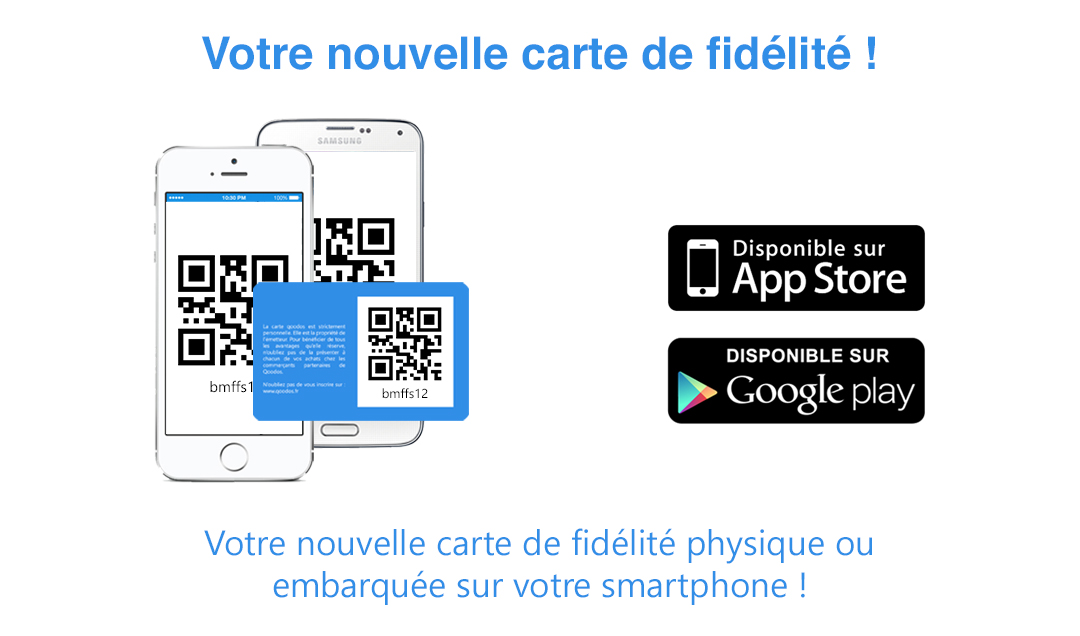 Votre nouvelle carte de fidélité !
SAMSUNG
10:30 PM
100%
bmffs1
La carte qoodos est strictement
personnelle. Elle est la propriété de
l'emetteur. Pour bénéficier de tous
les avantages qu'elle réserve,
n'oubliez pas de la présenter à
chacun de vos achats chez les
commerçants partenaires de
Qoodos.
N'oubliez pas de vous inscrire sur :
www.qoodos.fr
bmffs12
Disponible sur
App Store
DISPONIBLE SUR
Google play
Votre nouvelle carte de fidélité physique ou
embarquée sur votre smartphone !